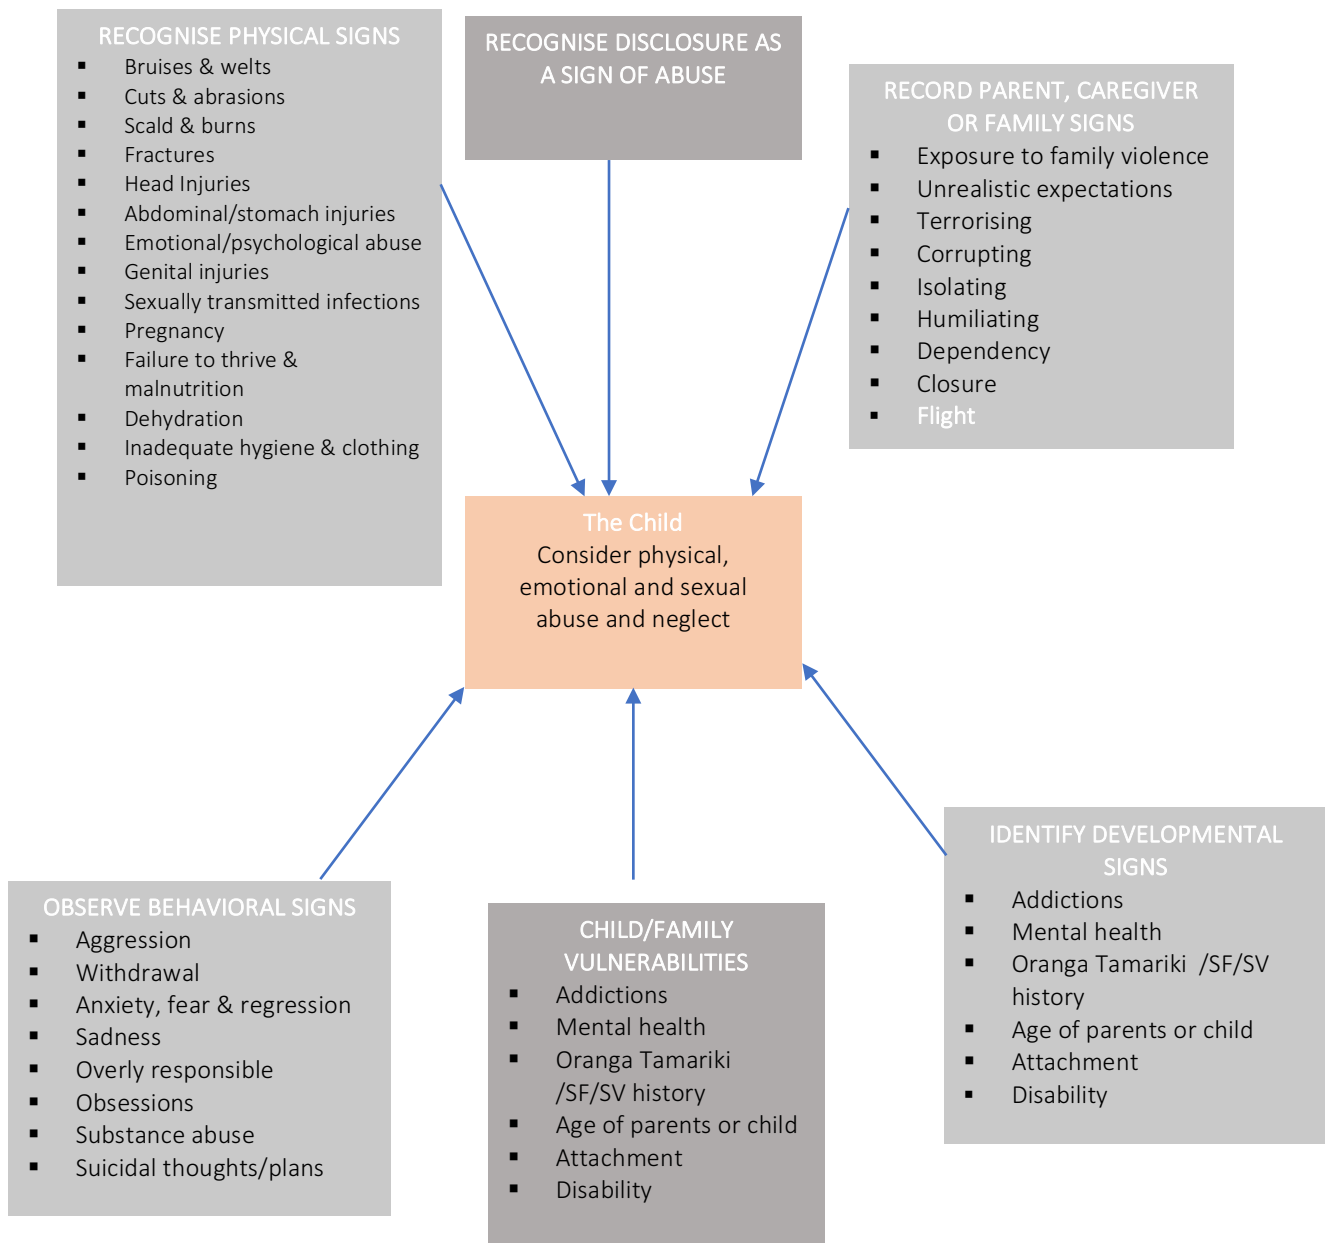 RECOGNISE PHYSICAL SIGNS
▪ Bruises & welts
▪ Cuts & abrasions
▪ Scald & burns
▪ Fractures
▪ Head Injuries
▪ Abdominal/stomach injuries
▪ Emotional/psychological abuse
▪ Genital injuries
▪ Sexually transmitted infections
▪ Pregnancy
▪ Failure to thrive &
malnutrition
▪ Dehydration
▪ Inadequate hygiene & clothing
▪ Poisoning
RECOGNISE DISCLOSURE AS
A SIGN OF ABUSE
RECORD PARENT, CAREGIVER
OR FAMILY SIGNS
▪ Exposure to family violence
▪ Unrealistic expectations
▪ Terrorising
▪ Corrupting
▪ Isolating
▪ Humiliating
▪ Dependency
▪ Closure
▪ Flight
The Child
Consider physical,
emotional and sexual
abuse and neglect
OBSERVE BEHAVIORAL SIGNS
▪ Aggression
▪ Withdrawal
▪ Anxiety, fear & regression
▪ Sadness
▪ Overly responsible
▪ Obsessions
▪ Substance abuse
▪ Suicidal thoughts/plans
CHILD/FAMILY
VULNERABILITIES
▪ Addictions
▪ Mental health
▪ Oranga Tamariki
/SF/SV history
▪ Age of parents or child
▪ Attachment
▪ Disability
IDENTIFY DEVELOPMENTAL
SIGNS
▪ Addictions
▪ Mental health
▪ Oranga Tamariki /SF/SV
history
▪ Age of parents or child
▪ Attachment
▪ Disability